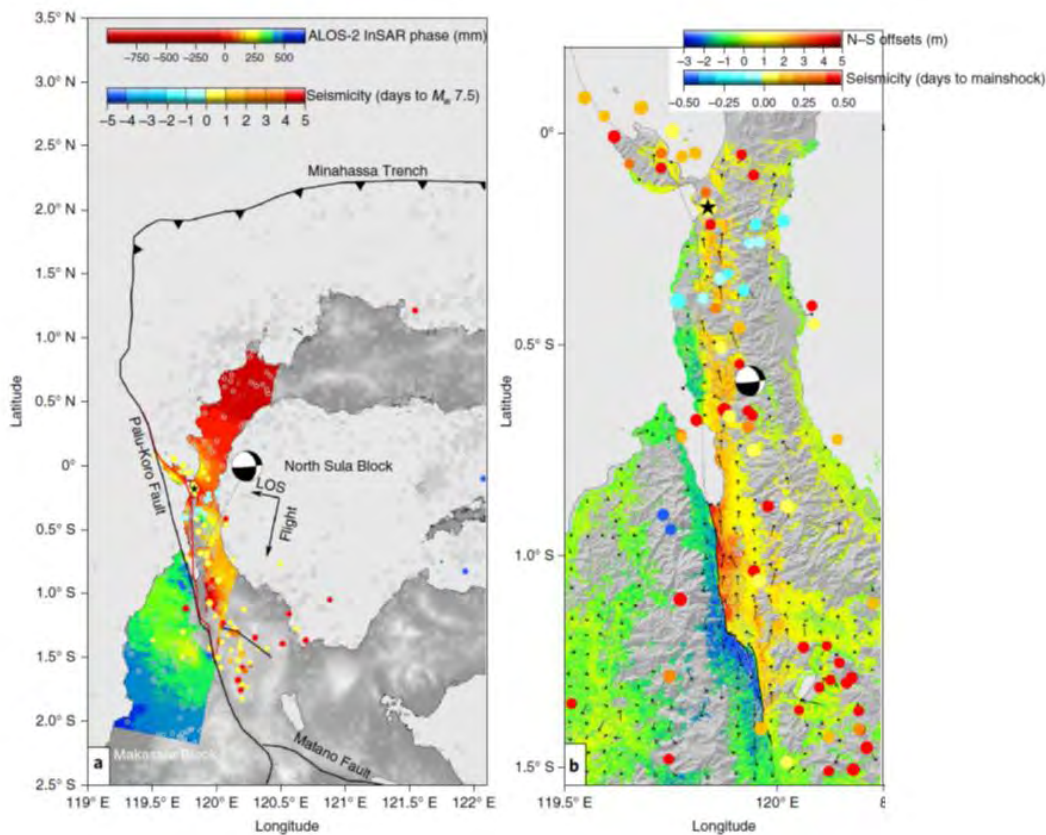 3.5° N
3.0° N
2.5° N
2.0° N
1.5° N
1.0° N
0.5° N
0°
0.5° S
1.0° S
1.5° S
2.0° S
2.5° S
Latitude
ALOS-2 InSAR phase (mm)
−750 −500 −250 0 250 500
Seismicity (days to Mw 7.5)
−5 −4 −3 −2 −1 0 1 2 3 4 5
Minahassa Trench
Palu-Koro Fault
North Sula Block
LOS
Flight
Makassar Block
Matano Fault
a
119° E 119.5° E 120° E 120.5° E 121° E 121.5° E 122° E
Longitude
N–S offsets (m)
−3 −2 −1 0 1 2 3 4 5
Seismicity (days to mainshock)
−0.50 −0.25 0.00 0.25 0.50
0°
0.5° S
1.0° S
1.5° S
Latitude
b
119.5° E 120° E 8
Longitude